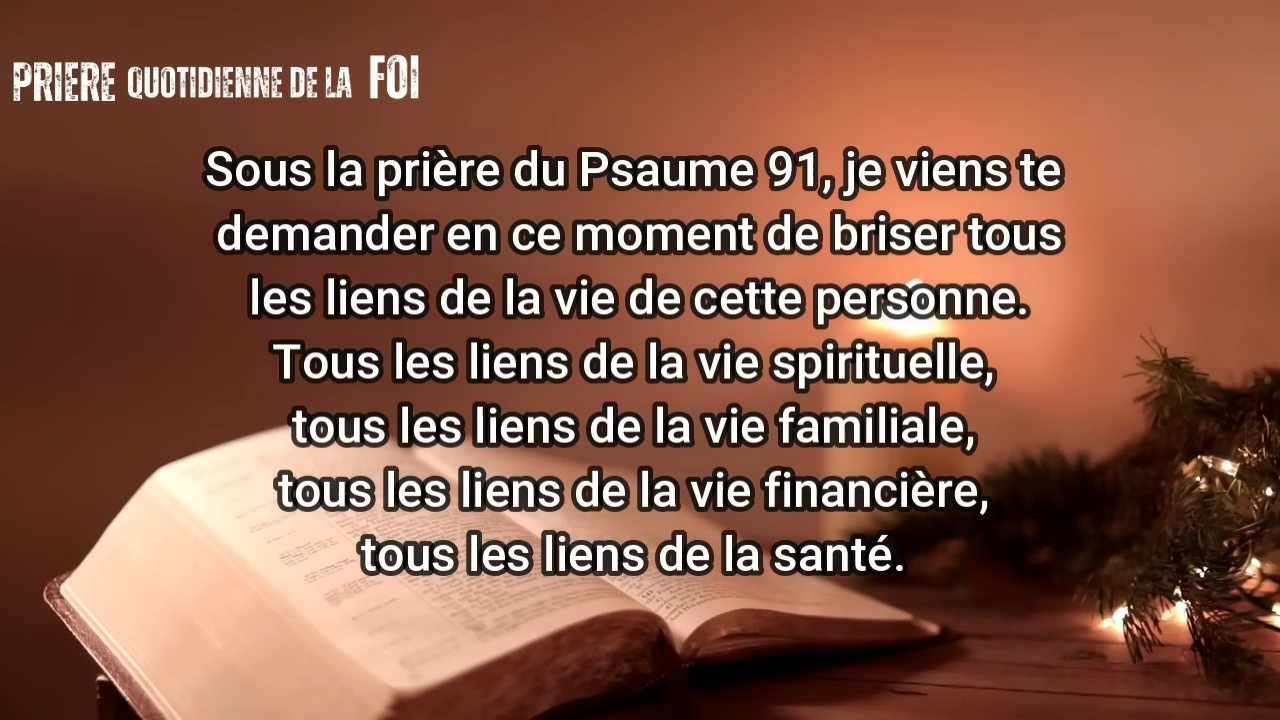 PRIERE QUOTIDIENNE DE LA FOI
Sous la prière du Psaume 91, je viens te
demander en ce moment de briser tous
les liens de la vie de cette personne.
Tous les liens de la vie spirituelle,
tous les liens de la vie familiale,
tous les liens de la vie financière,
tous les liens de la santé.